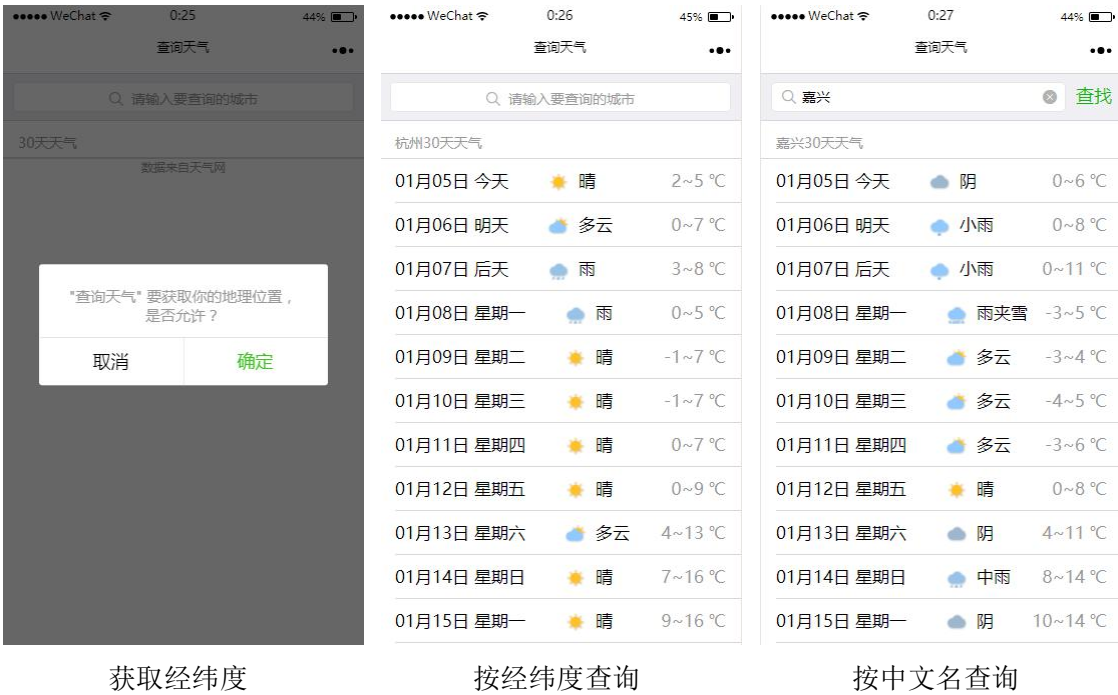 WeChat 0:25 44%
查询天气
请输入要查询的城市
30天天气
数据来自天气网
"查询天气" 要获取你的地理位置，
是否允许？
取消 确定
获取经纬度
WeChat 0:26 45%
查询天气
请输入要查询的城市
杭州30天天气
01月05日 今天 晴 2~5 ℃
01月06日 明天 多云 0~7 ℃
01月07日 后天 雨 3~8 ℃
01月08日 星期一 雨 0~5 ℃
01月09日 星期二 晴 -1~7 ℃
01月10日 星期三 晴 -1~7 ℃
01月11日 星期四 晴 0~7 ℃
01月12日 星期五 晴 0~9 ℃
01月13日 星期六 多云 4~13 ℃
01月14日 星期日 晴 7~16 ℃
01月15日 星期一 晴 9~16 ℃
按经纬度查询
WeChat 0:27 44%
查询天气
嘉兴 查找
嘉兴30天天气
01月05日 今天 阴 0~6 ℃
01月06日 明天 小雨 0~8 ℃
01月07日 后天 小雨 0~11 ℃
01月08日 星期一 雨夹雪 -3~5 ℃
01月09日 星期二 多云 -3~4 ℃
01月10日 星期三 多云 -4~5 ℃
01月11日 星期四 多云 -3~6 ℃
01月12日 星期五 晴 0~8 ℃
01月13日 星期六 阴 4~11 ℃
01月14日 星期日 中雨 8~14 ℃
01月15日 星期一 阴 10~14 ℃
按中文名查询